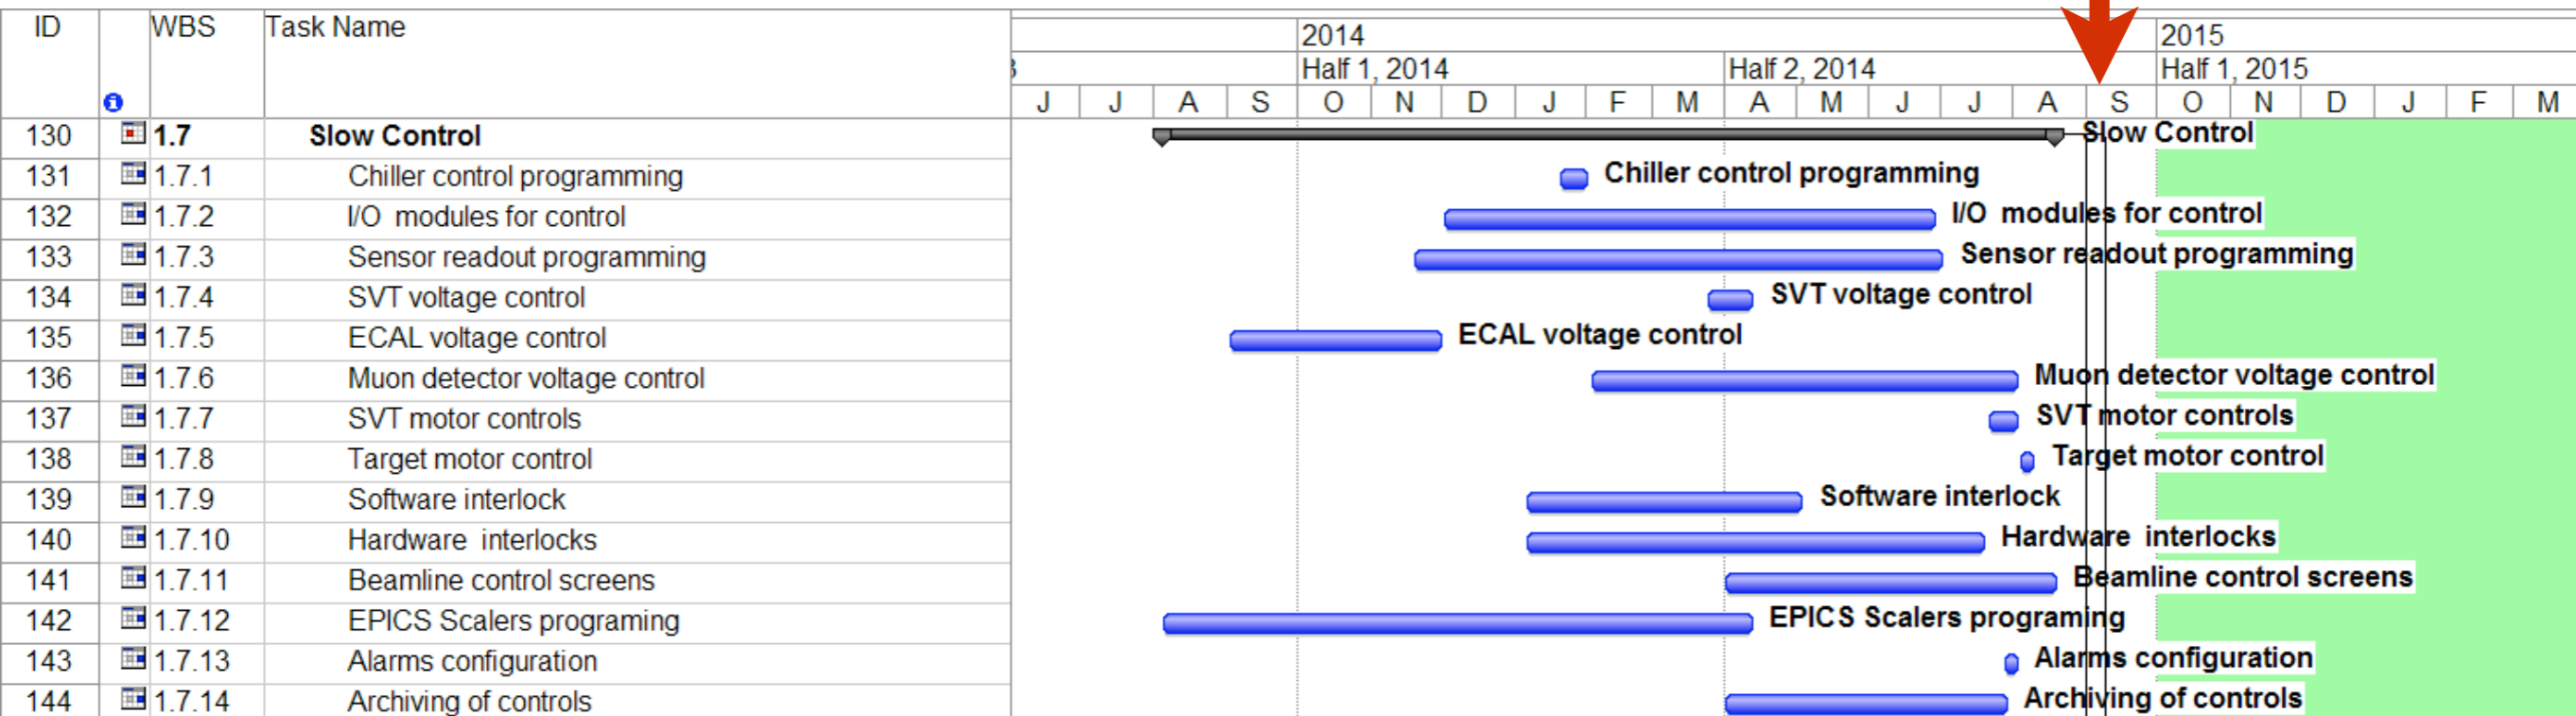 ID WBS Task Name
2014 2015
Half 1, 2014 Half 2, 2014 Half 1, 2015
J J A S O N D J F M A M J J A S O N D J F M
130 1.7 Slow Control Slow Control
131 1.7.1 Chiller control programming Chiller control programming
132 1.7.2 I/O modules for control I/O modules for control
133 1.7.3 Sensor readout programming Sensor readout programming
134 1.7.4 SVT voltage control SVT voltage control
135 1.7.5 ECAL voltage control ECAL voltage control
136 1.7.6 Muon detector voltage control Muon detector voltage control
137 1.7.7 SVT motor controls SVT motor controls
138 1.7.8 Target motor control Target motor control
139 1.7.9 Software interlock Software interlock
140 1.7.10 Hardware interlocks Hardware interlocks
141 1.7.11 Beamline control screens Beamline control screens
142 1.7.12 EPICS Scalers programing EPICS Scalers programing
143 1.7.13 Alarms configuration Alarms configuration
144 1.7.14 Archiving of controls Archiving of controls